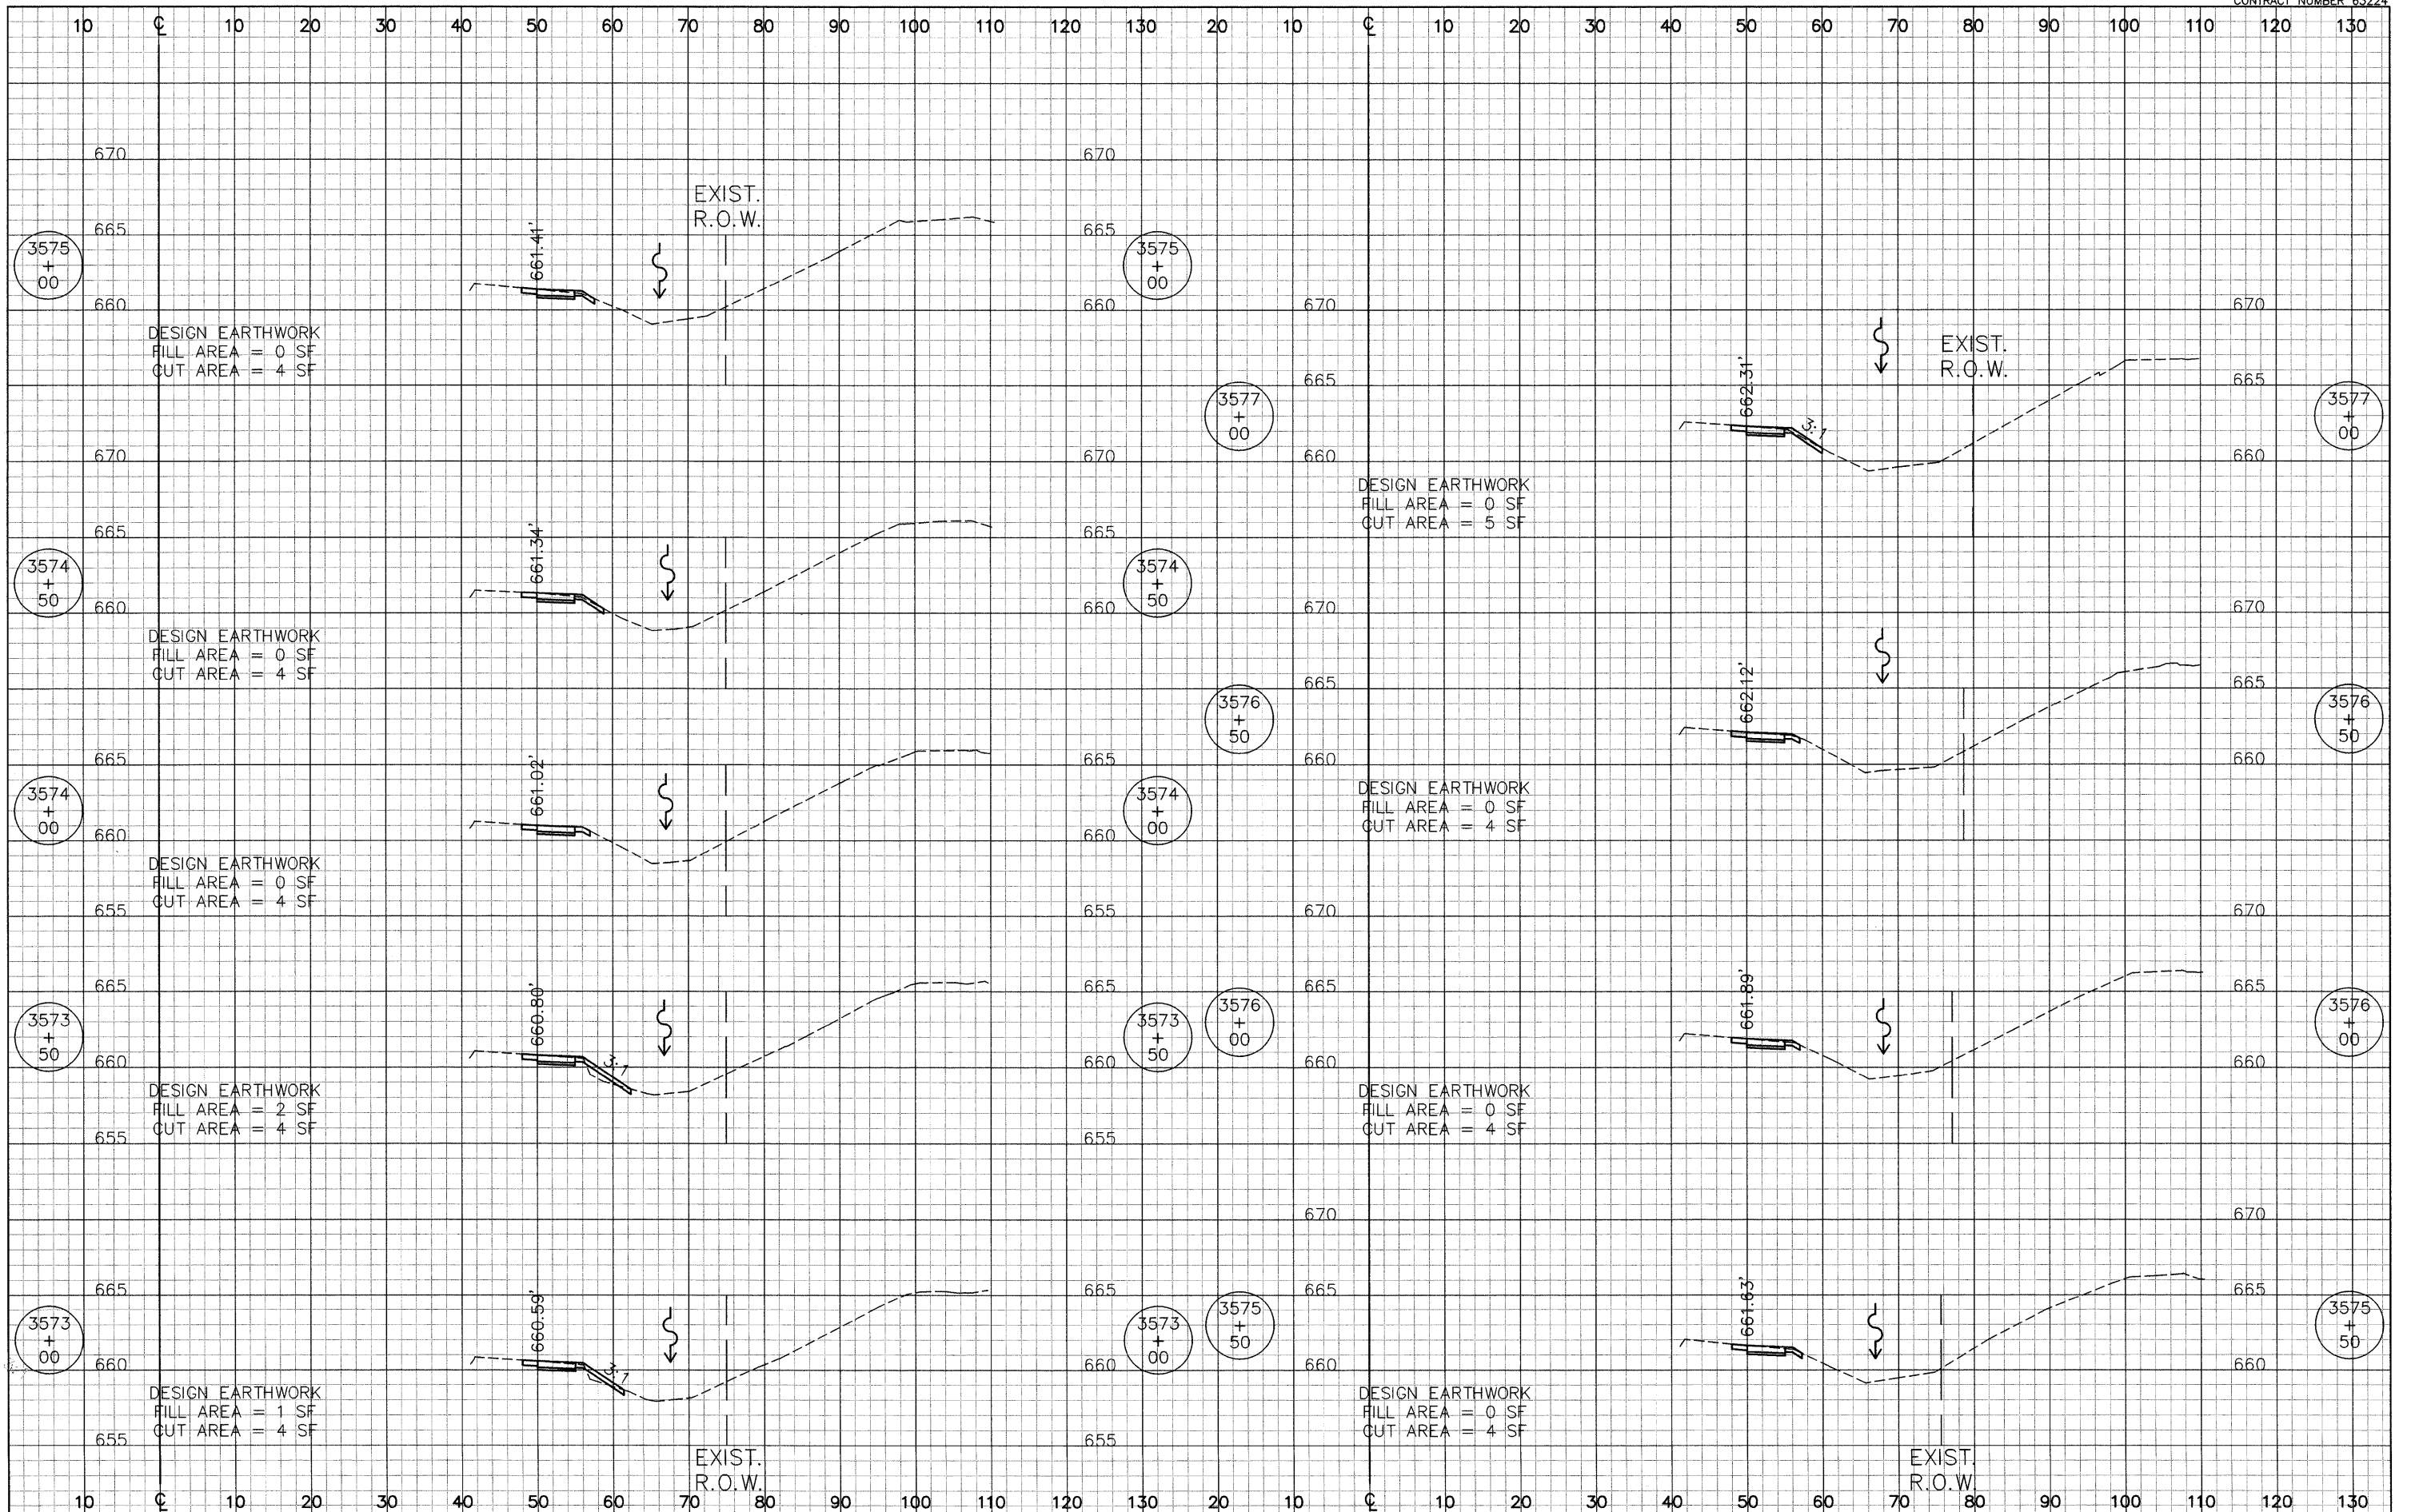 CONTRACT NUMBER 63224
10 ℄ 10 20 30 40 50 60 70 80 90 100 110 130 20 10 ℄ 10 20 30 40 50 60 70 80 90 100 110 120 130
670 670
EXIST.
R.O.W.
665 665
661.41'
3575
+
00
3575
+
00
660 660
DESIGN EARTHWORK
FILL AREA = 0 SF
CUT AREA = 4 SF
670 670
665 665
661.34'
3574
+
50
3574
+
50
660 660
DESIGN EARTHWORK
FILL AREA = 0 SF
CUT AREA = 4 SF
665 665
661.02'
3574
+
00
3574
+
00
660 660
DESIGN EARTHWORK
FILL AREA = 0 SF
CUT AREA = 4 SF
655 655
665 665
660.80'
3573
+
50
3573
+
50
3:1
660 660
DESIGN EARTHWORK
FILL AREA = 2 SF
CUT AREA = 4 SF
655 655
665 665
660.59'
3573
+
00
3573
+
00
3:1
660 660
DESIGN EARTHWORK
FILL AREA = 1 SF
CUT AREA = 4 SF
655 655
EXIST.
R.O.W.
670 670
EXIST.
R.O.W.
665 665
662.31'
3577
+
00
3577
+
00
3:1
660 660
DESIGN EARTHWORK
FILL AREA = 0 SF
CUT AREA = 5 SF
670 670
665 665
662.12'
3576
+
50
3576
+
50
660 660
DESIGN EARTHWORK
FILL AREA = 0 SF
CUT AREA = 4 SF
670 670
665 665
661.89'
3576
+
00
3576
+
00
660 660
DESIGN EARTHWORK
FILL AREA = 0 SF
CUT AREA = 4 SF
655
670 670
665 665
661.63'
3575
+
50
3575
+
50
660 660
DESIGN EARTHWORK
FILL AREA = 0 SF
CUT AREA = 4 SF
EXIST.
R.O.W.
10 ℄ 10 20 30 40 50 60 70 80 90 100 110 130 20 10 ℄ 10 20 30 40 50 60 70 80 90 100 110 120 130